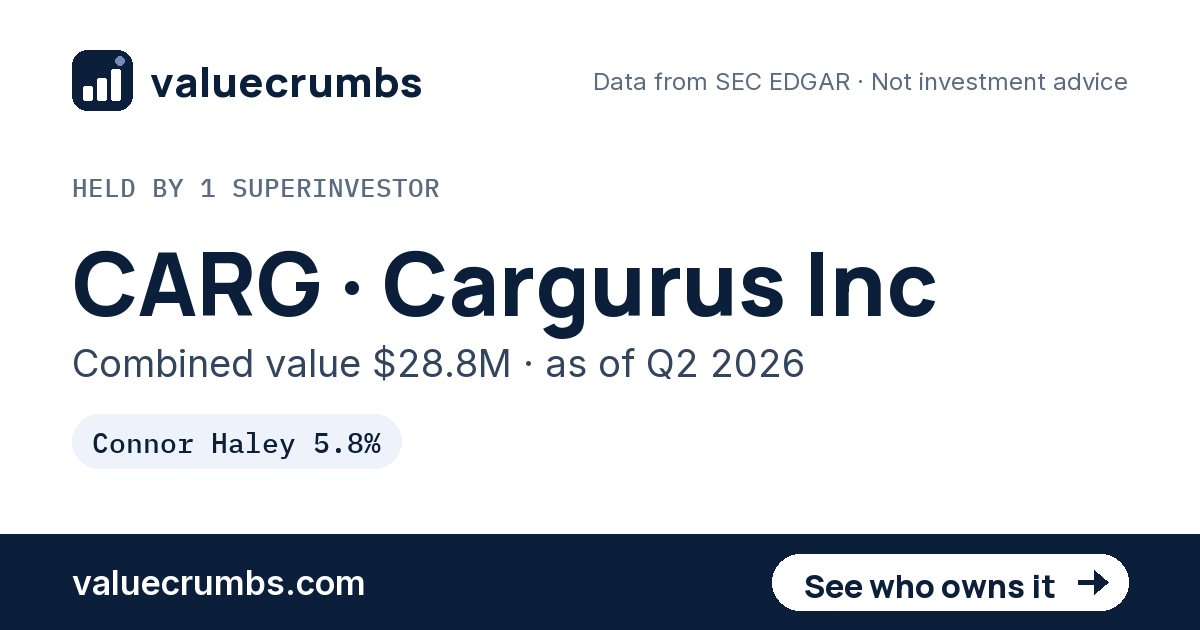 valuecrumbs
Data from SEC EDGAR · Not investment advice
HELD BY 1 SUPERINVESTOR
CARG · Cargurus Inc
Combined value $28.8M · as of Q2 2026
Connor Haley 5.8%
valuecrumbs.com
See who owns it →